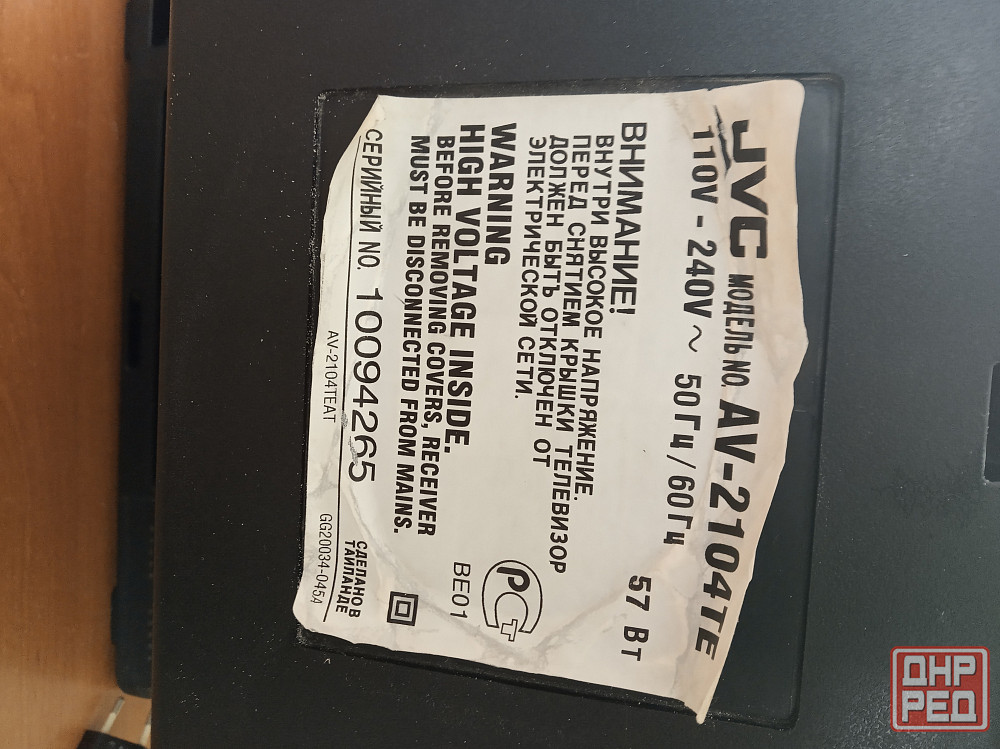 JVC МОДЕЛЬ NO. AV-2104TE
110V - 240V ~ 50Гц/60Гц 57 Вт
ВНИМАНИЕ!
ВНУТРИ ВЫСОКОЕ НАПРЯЖЕНИЕ.
ПЕРЕД СНЯТИЕМ КРЫШКИ ТЕЛЕВИЗОР
ДОЛЖЕН БЫТЬ ОТКЛЮЧЕН ОТ
ЭЛЕКТРИЧЕСКОЙ СЕТИ.
РСТ
WARNING
HIGH VOLTAGE INSIDE.
BEFORE REMOVING COVERS, RECEIVER
MUST BE DISCONNECTED FROM MAINS.
BE01
СЕРИЙНЫЙ NO. 10094265
СДЕЛАНО В
ТАИЛАНДЕ
AV-2104TEAT
GG20034-045A
ДНР
РЕД